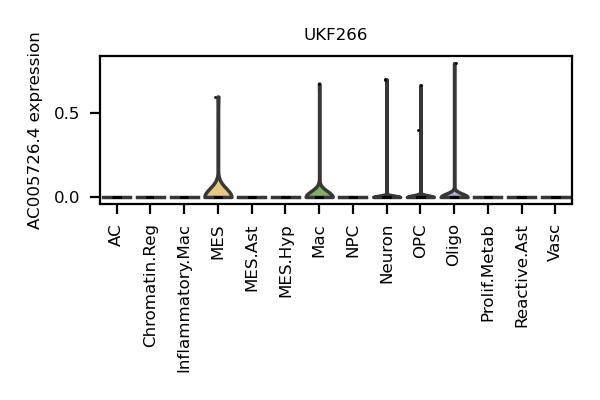 UKF266
AC005726.4 expression
0.5
0.0
AC
Chromatin.Reg
Inflammatory.Mac
MES
MES.Ast
MES.Hyp
Mac
NPC
Neuron
OPC
Oligo
Prolif.Metab
Reactive.Ast
Vasc